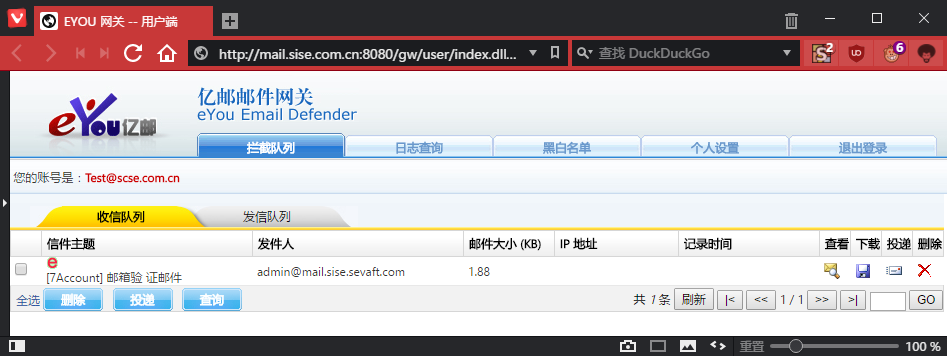 EYOU 网关 -- 用户端
http://mail.sise.com.cn:8080/gw/user/index.dll...
查找 DuckDuckGo
2
6
eYou亿邮
亿邮邮件网关
eYou Email Defender
拦截队列 日志查询 黑白名单 个人设置 退出登录
您的账号是：Test@scse.com.cn
收信队列 发信队列
信件主题 发件人 邮件大小 (KB) IP 地址 记录时间 查看 下载 投递 删除
[7Account] 邮箱验 证邮件 admin@mail.sise.sevaft.com 1.88
全选 删除 投递 查询 共 1 条 刷新 |< << 1 / 1 >> >| GO
重置 100 %